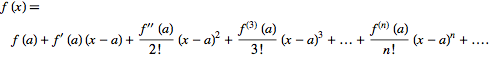 f (x) =
f (a) + f′ (a) (x − a) + f′′ (a)/2! (x − a)² + f⁽³⁾ (a)/3! (x − a)³ + … + f⁽ⁿ⁾ (a)/n! (x − a)ⁿ + ….